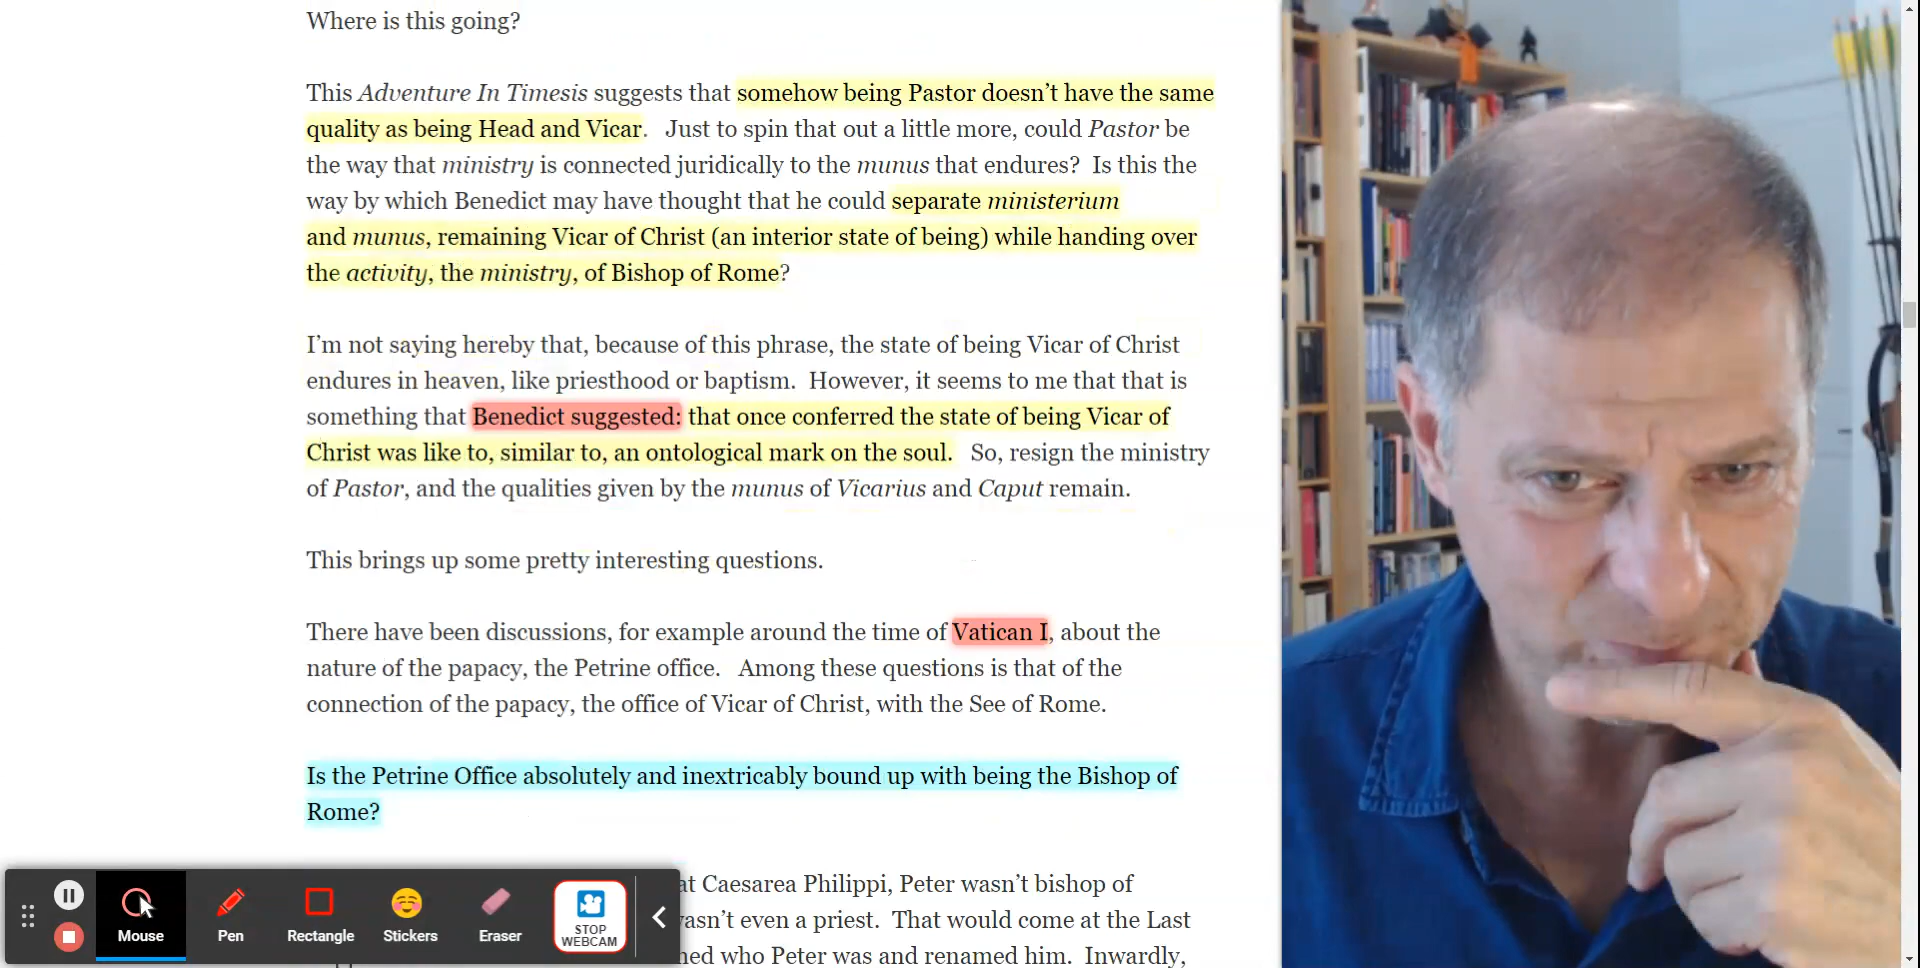 Where is this going?
This Adventure In Timesis suggests that somehow being Pastor doesn’t have the same
quality as being Head and Vicar. Just to spin that out a little more, could Pastor be
the way that ministry is connected juridically to the munus that endures? Is this the
way by which Benedict may have thought that he could separate ministerium
and munus, remaining Vicar of Christ (an interior state of being) while handing over
the activity, the ministry, of Bishop of Rome?
I’m not saying hereby that, because of this phrase, the state of being Vicar of Christ
endures in heaven, like priesthood or baptism. However, it seems to me that that is
something that Benedict suggested: that once conferred the state of being Vicar of
Christ was like to, similar to, an ontological mark on the soul. So, resign the ministry
of Pastor, and the qualities given by the munus of Vicarius and Caput remain.
This brings up some pretty interesting questions.
There have been discussions, for example around the time of Vatican I, about the
nature of the papacy, the Petrine office. Among these questions is that of the
connection of the papacy, the office of Vicar of Christ, with the See of Rome.
Is the Petrine Office absolutely and inextricably bound up with being the Bishop of
Rome?
at Caesarea Philippi, Peter wasn’t bishop of
wasn’t even a priest. That would come at the Last
who Peter was and renamed him. Inwardly,
Mouse
Pen
Rectangle
Stickers
Eraser
STOP
WEBCAM